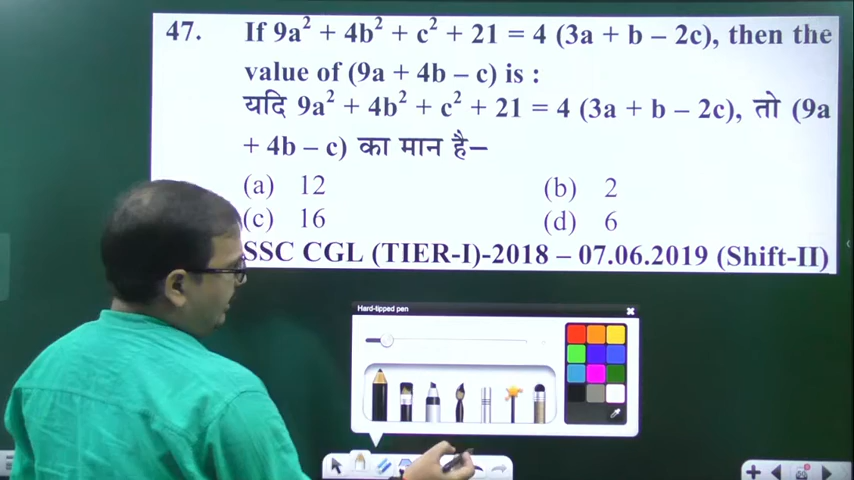 47. If 9a² + 4b² + c² + 21 = 4 (3a + b – 2c), then the
value of (9a + 4b – c) is :
यदि 9a² + 4b² + c² + 21 = 4 (3a + b – 2c), तो (9a
+ 4b – c) का मान है–
(a) 12 (b) 2
(c) 16 (d) 6
SSC CGL (TIER-I)-2018 – 07.06.2019 (Shift-II)
Hard-tipped pen